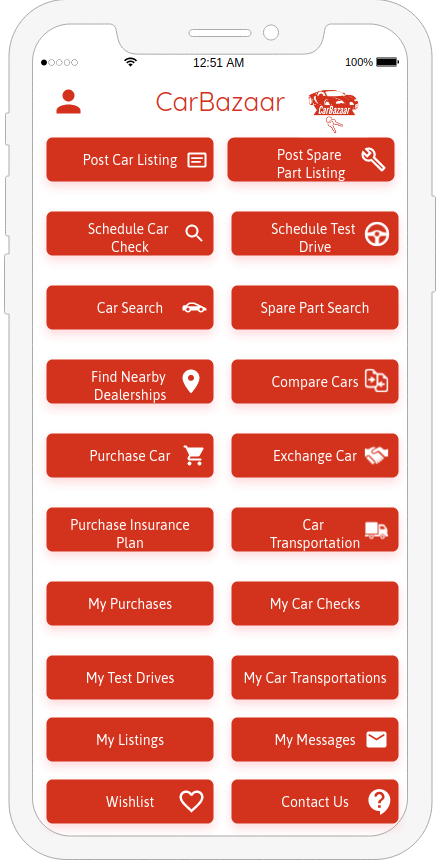 12:51 AM
100%
CarBazaar
CarBazaar
Post Car Listing
Post Spare
Part Listing
Schedule Car
Check
Schedule Test
Drive
Car Search
Spare Part Search
Find Nearby
Dealerships
Compare Cars
Purchase Car
Exchange Car
Purchase Insurance
Plan
Car
Transportation
My Purchases
My Car Checks
My Test Drives
My Car Transportations
My Listings
My Messages
Wishlist
Contact Us